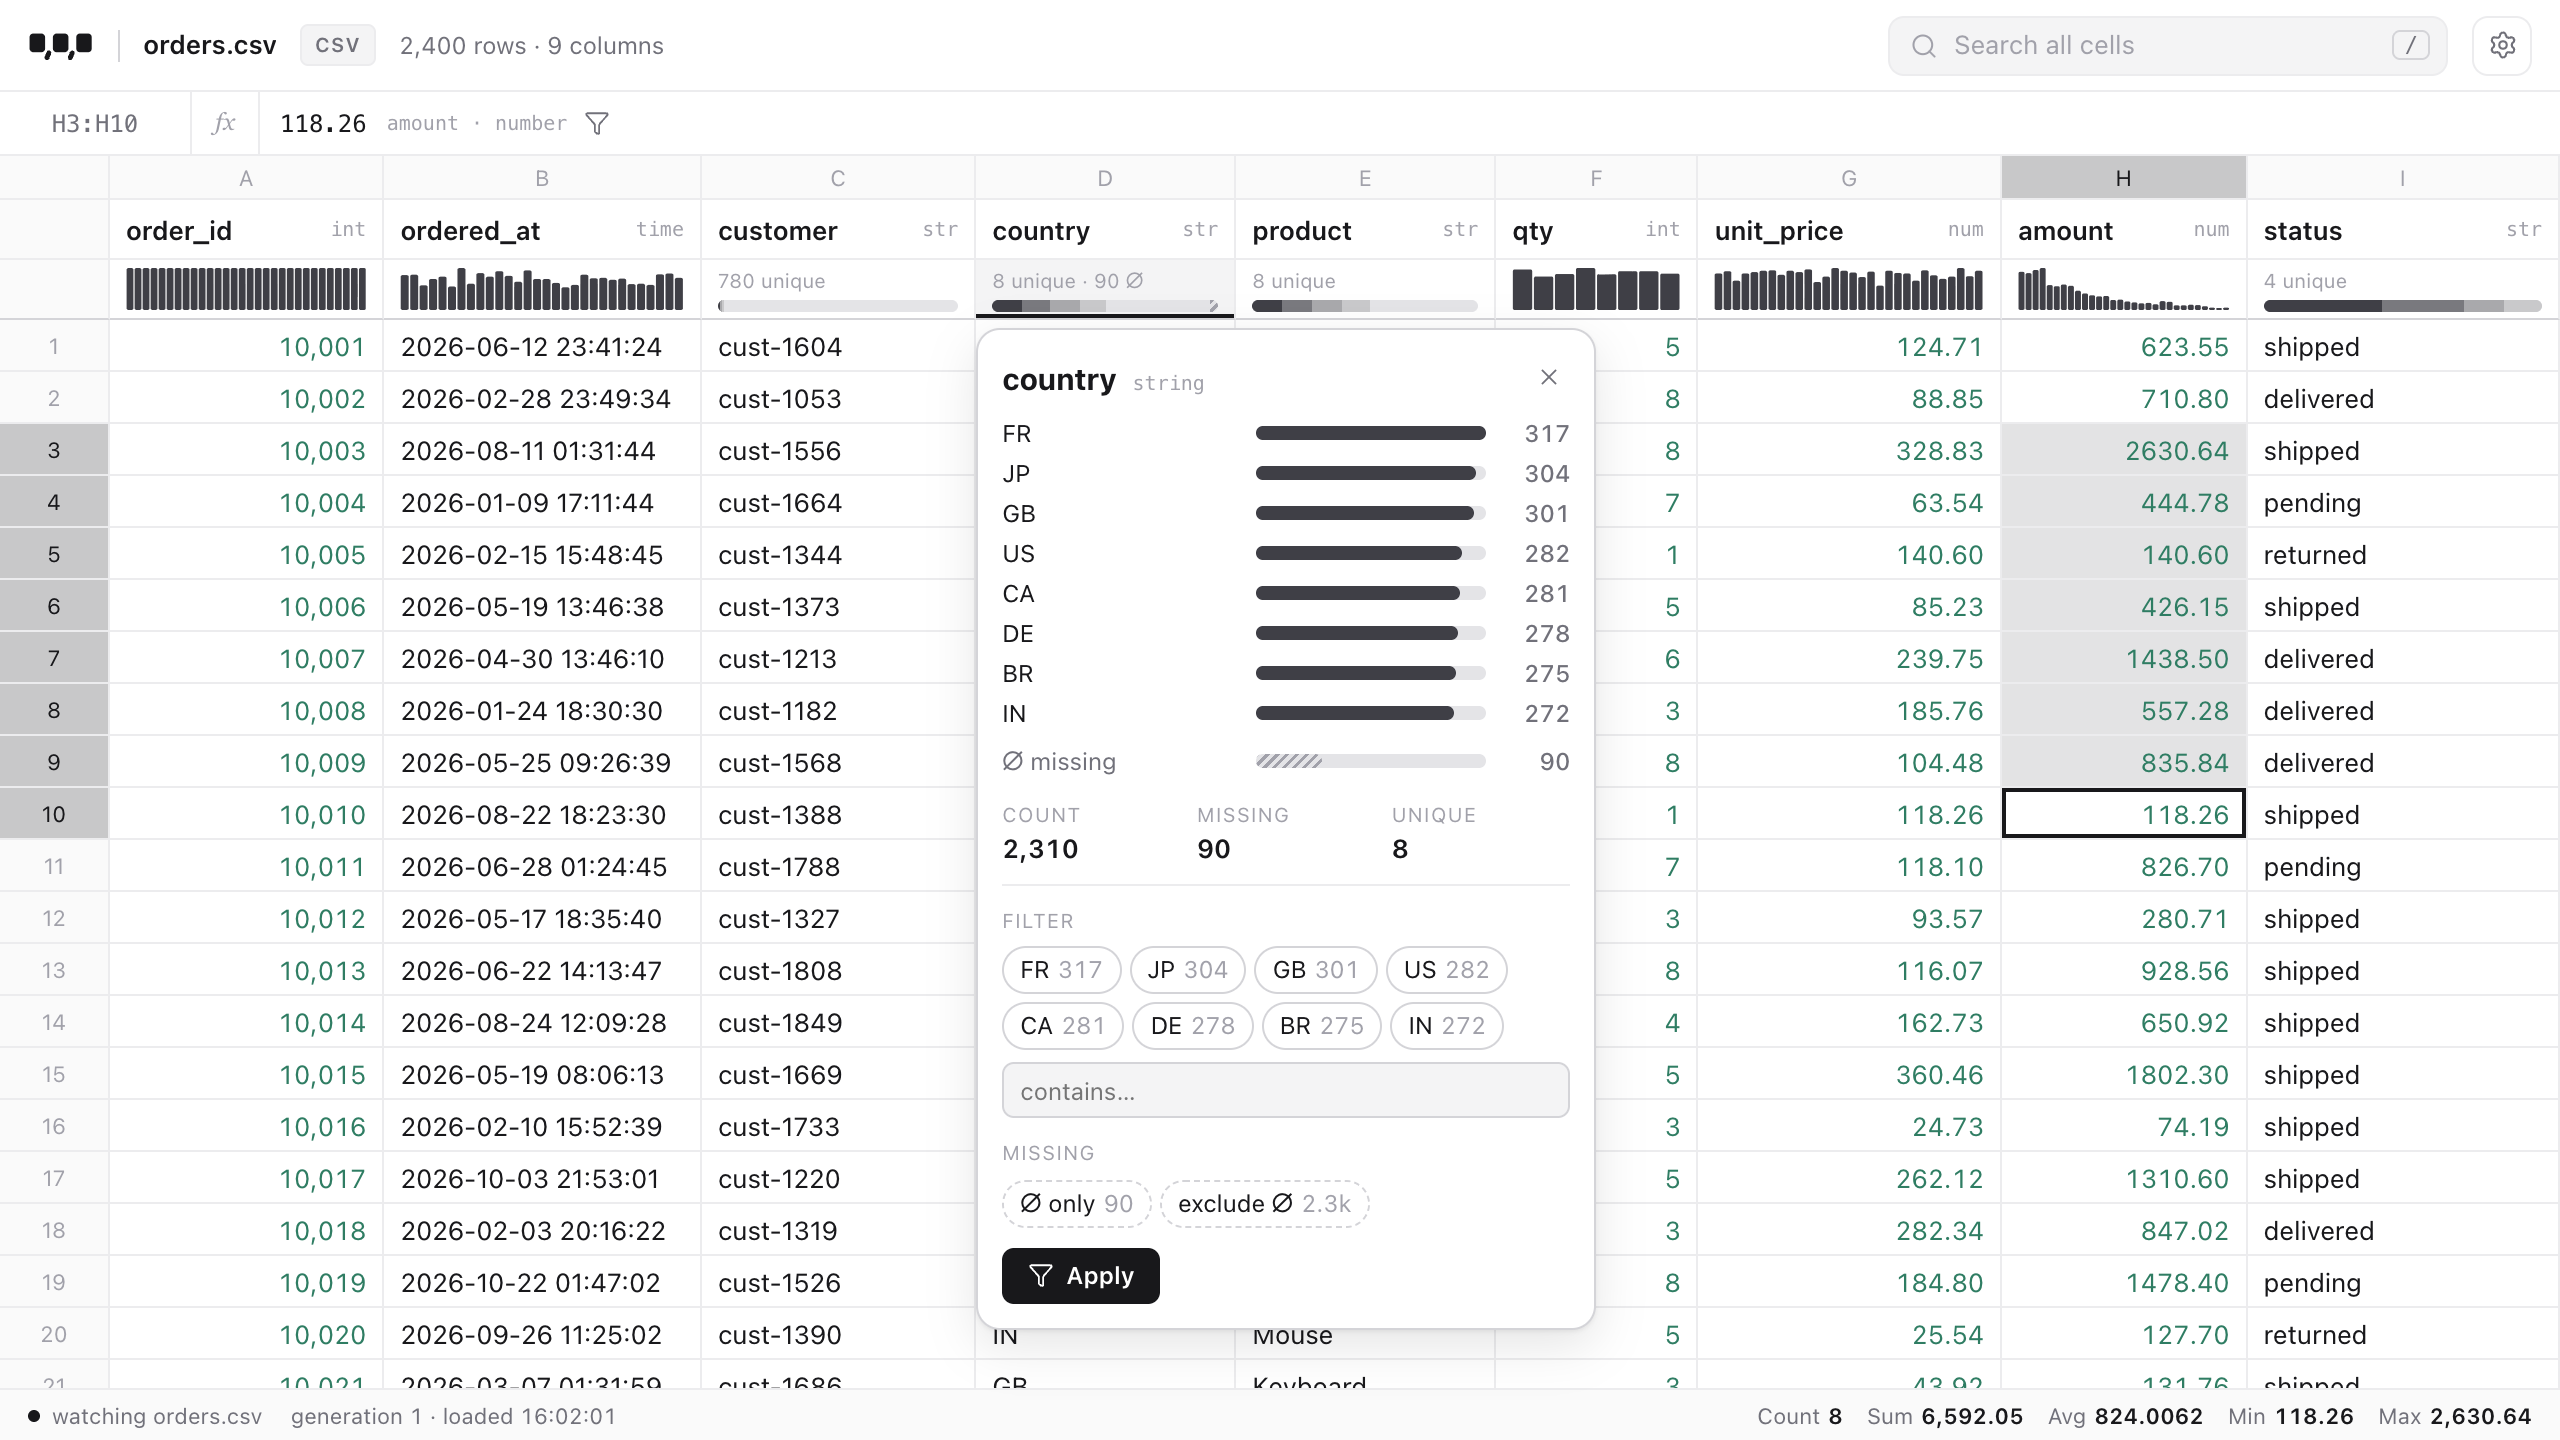 orders.csv CSV 2,400 rows · 9 columns Search all cells /
H3:H10 fx 118.26 amount · number
A B C D E F G H I
order_id int ordered_at time customer str country str product str qty int unit_price num amount num status str
780 unique 8 unique · 90 ∅ 8 unique 4 unique
1 10,001 2026-06-12 23:41:24 cust-1604 5 124.71 623.55 shipped
2 10,002 2026-02-28 23:49:34 cust-1053 8 88.85 710.80 delivered
3 10,003 2026-08-11 01:31:44 cust-1556 8 328.83 2630.64 shipped
4 10,004 2026-01-09 17:11:44 cust-1664 7 63.54 444.78 pending
5 10,005 2026-02-15 15:48:45 cust-1344 1 140.60 140.60 returned
6 10,006 2026-05-19 13:46:38 cust-1373 5 85.23 426.15 shipped
7 10,007 2026-04-30 13:46:10 cust-1213 6 239.75 1438.50 delivered
8 10,008 2026-01-24 18:30:30 cust-1182 3 185.76 557.28 delivered
9 10,009 2026-05-25 09:26:39 cust-1568 8 104.48 835.84 delivered
10 10,010 2026-08-22 18:23:30 cust-1388 1 118.26 118.26 shipped
11 10,011 2026-06-28 01:24:45 cust-1788 7 118.10 826.70 pending
12 10,012 2026-05-17 18:35:40 cust-1327 3 93.57 280.71 shipped
13 10,013 2026-06-22 14:13:47 cust-1808 8 116.07 928.56 shipped
14 10,014 2026-08-24 12:09:28 cust-1849 4 162.73 650.92 shipped
15 10,015 2026-05-19 08:06:13 cust-1669 5 360.46 1802.30 shipped
16 10,016 2026-02-10 15:52:39 cust-1733 3 24.73 74.19 shipped
17 10,017 2026-10-03 21:53:01 cust-1220 5 262.12 1310.60 shipped
18 10,018 2026-02-03 20:16:22 cust-1319 3 282.34 847.02 delivered
19 10,019 2026-10-22 01:47:02 cust-1526 8 184.80 1478.40 pending
20 10,020 2026-09-26 11:25:02 cust-1390 IN Mouse 5 25.54 127.70 returned
21 10,021 2026-03-07 01:31:59 cust-1686 GB Keyboard 3 43.92 131.76 shipped
country string
FR 317
JP 304
GB 301
US 282
CA 281
DE 278
BR 275
IN 272
∅ missing 90
COUNT MISSING UNIQUE
2,310 90 8
FILTER
FR 317 JP 304 GB 301 US 282
CA 281 DE 278 BR 275 IN 272
contains...
MISSING
∅ only 90 exclude ∅ 2.3k
Apply
watching orders.csv generation 1 · loaded 16:02:01 Count 8 Sum 6,592.05 Avg 824.0062 Min 118.26 Max 2,630.64